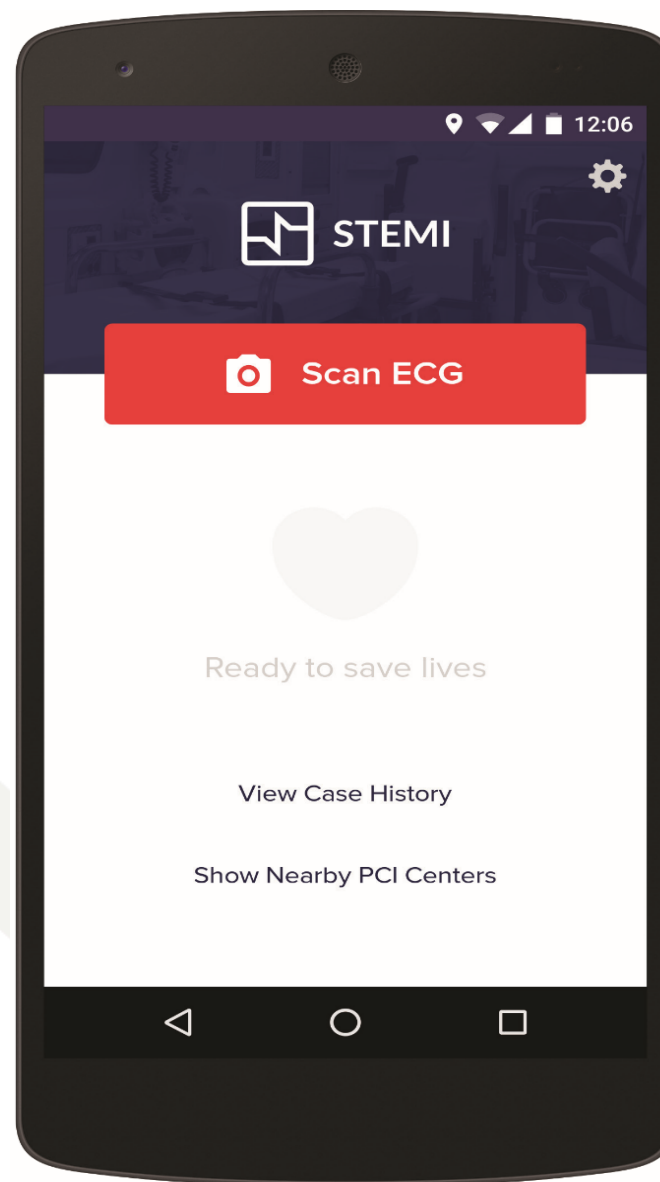 12:06
STEMI
Scan ECG
Ready to save lives
View Case History
Show Nearby PCI Centers